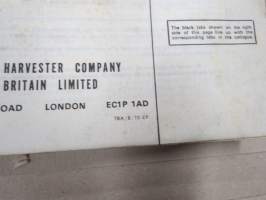 The black tabs shown on the right
side of this page line up with the
corresponding tabs in the catalogue
HARVESTER COMPANY
BRITAIN LIMITED
OAD LONDON EC1P 1AD